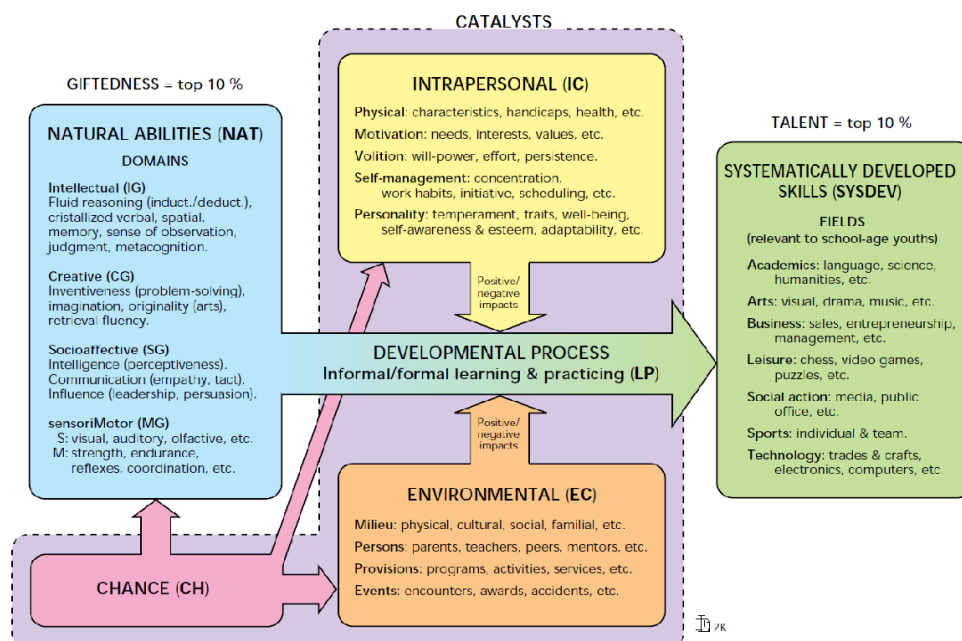 CATALYSTS
GIFTEDNESS = top 10 %
NATURAL ABILITIES (NAT)
DOMAINS
Intellectual (IG)
Fluid reasoning (induct./deduct.),
cristallized verbal, spatial,
memory, sense of observation,
judgment, metacognition.
Creative (CG)
Inventiveness (problem-solving),
imagination, originality (arts),
retrieval fluency.
Socioaffective (SG)
Intelligence (perceptiveness).
Communication (empathy, tact).
Influence (leadership, persuasion).
sensoriMotor (MG)
S: visual, auditory, olfactive, etc.
M: strength, endurance,
reflexes, coordination, etc.
INTRAPERSONAL (IC)
Physical: characteristics, handicaps, health, etc.
Motivation: needs, interests, values, etc.
Volition: will-power, effort, persistence.
Self-management: concentration,
work habits, initiative, scheduling, etc.
Personality: temperament, traits, well-being,
self-awareness & esteem, adaptability, etc.
Positive/
negative
impacts
DEVELOPMENTAL PROCESS
Informal/formal learning & practicing (LP)
Positive/
negative
impacts
ENVIRONMENTAL (EC)
Milieu: physical, cultural, social, familial, etc.
Persons: parents, teachers, peers, mentors, etc.
Provisions: programs, activities, services, etc.
Events: encounters, awards, accidents, etc.
CHANCE (CH)
TALENT = top 10 %
SYSTEMATICALLY DEVELOPED
SKILLS (SYSDEV)
FIELDS
(relevant to school-age youths)
Academics: language, science,
humanities, etc.
Arts: visual, drama, music, etc.
Business: sales, entrepreneurship,
management, etc.
Leisure: chess, video games,
puzzles, etc.
Social action: media, public
office, etc.
Sports: individual & team.
Technology: trades & crafts,
electronics, computers, etc.
2K